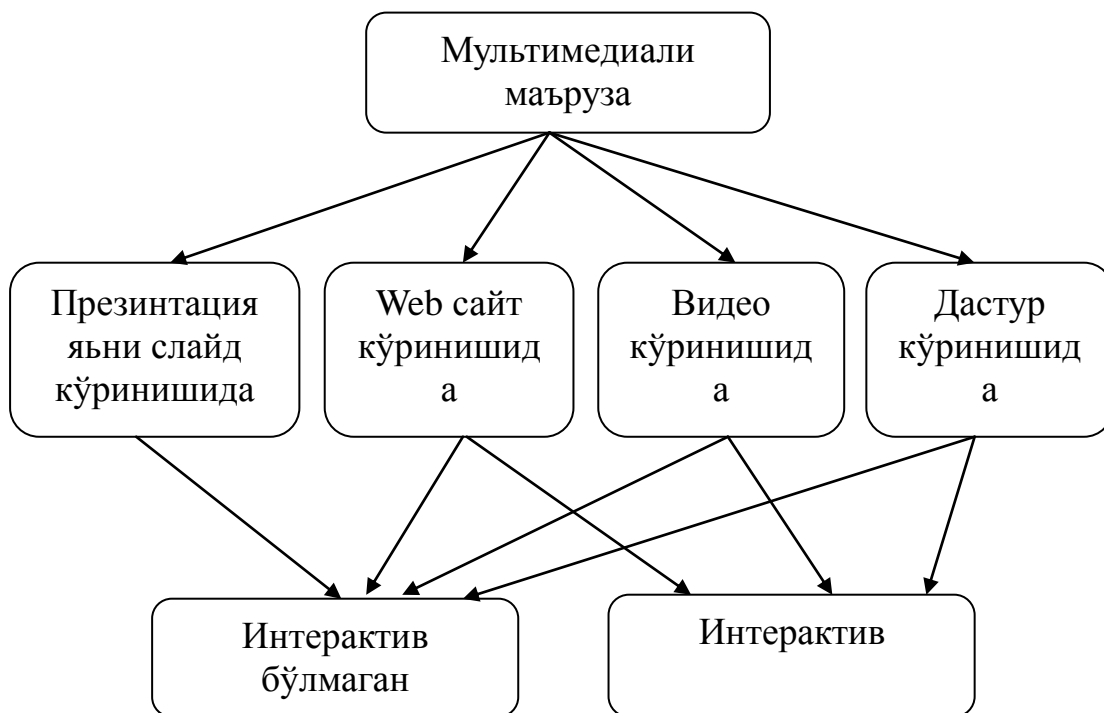 Мультимедиали
маъруза
Презинтация
яьни слайд
кўринишида
Web сайт
кўринишид
а
Видео
кўринишид
а
Дастур
кўринишид
а
Интерактив
бўлмаган
Интерактив